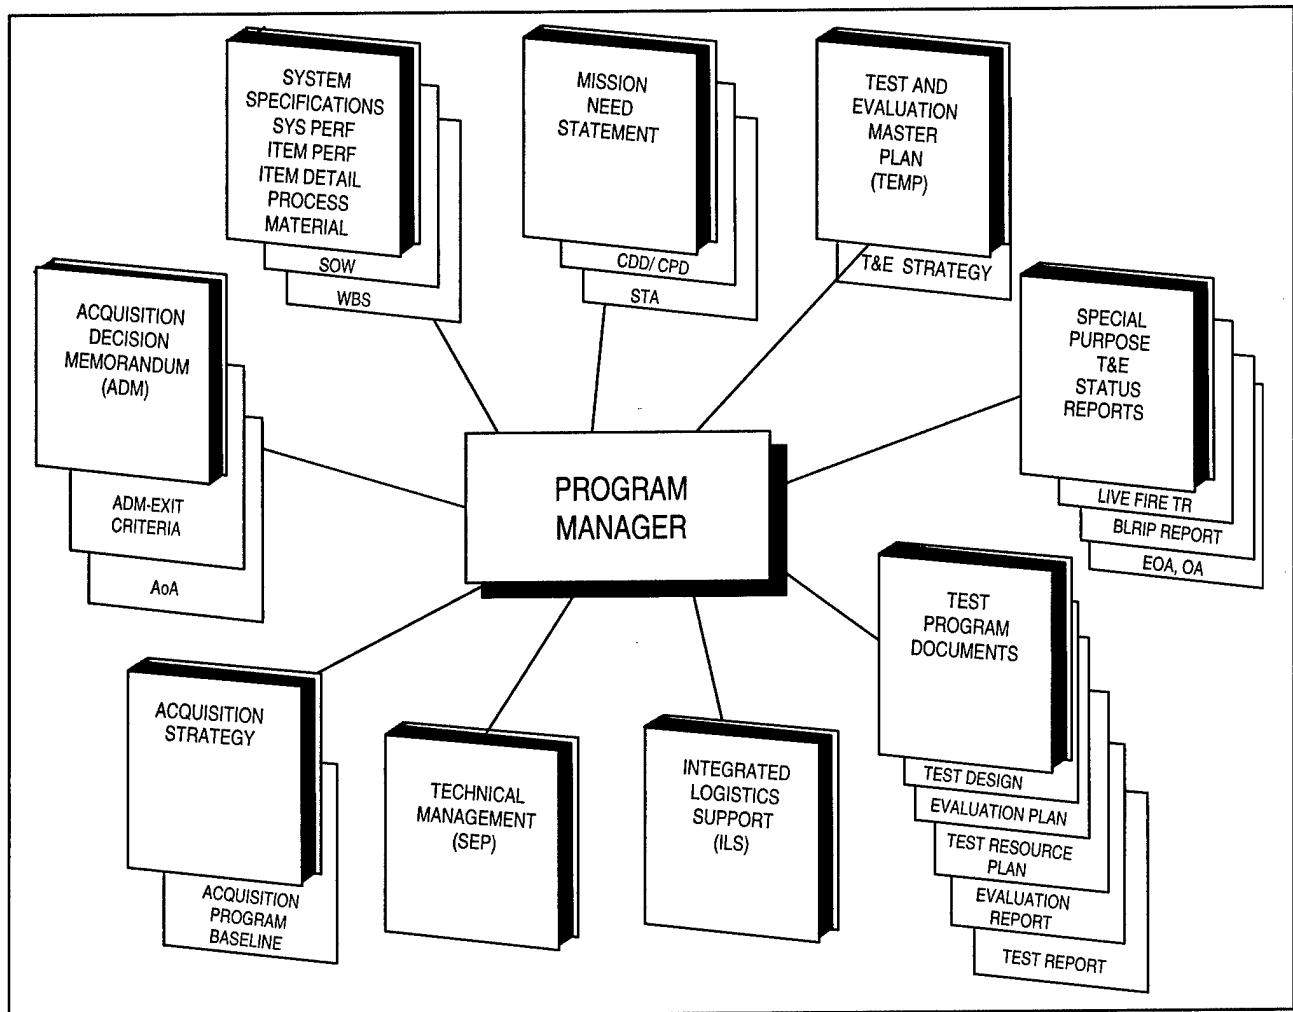 SYSTEM
SPECIFICATIONS
SYS PERF
ITEM PERF
ITEM DETAIL
PROCESS
MATERIAL
SOW
WBS
MISSION
NEED
STATEMENT
CDD/ CPD
STA
TEST AND
EVALUATION
MASTER
PLAN
(TEMP)
T&E STRATEGY
ACQUISITION
DECISION
MEMORANDUM
(ADM)
ADM-EXIT
CRITERIA
AoA
PROGRAM
MANAGER
SPECIAL
PURPOSE
T&E
STATUS
REPORTS
LIVE FIRE TR
BLRIP REPORT
EOA, OA
ACQUISITION
STRATEGY
ACQUISITION
PROGRAM
BASELINE
TECHNICAL
MANAGEMENT
(SEP)
INTEGRATED
LOGISTICS
SUPPORT
(ILS)
TEST
PROGRAM
DOCUMENTS
TEST DESIGN
EVALUATION PLAN
TEST RESOURCE
PLAN
EVALUATION
REPORT
TEST REPORT